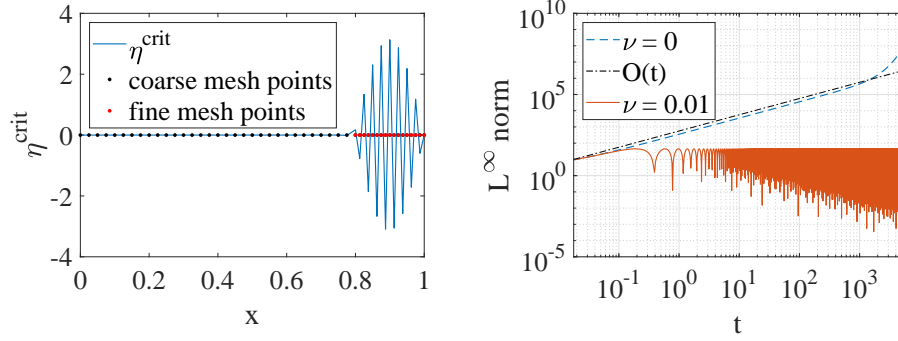 4
2
0
-2
-4
η^crit
η^crit
coarse mesh points
fine mesh points
0 0.2 0.4 0.6 0.8 1
x
10^10
10^5
10^0
10^-5
L^∞ norm
ν = 0
O(t)
ν = 0.01
10^-1 10^0 10^1 10^2 10^3
t